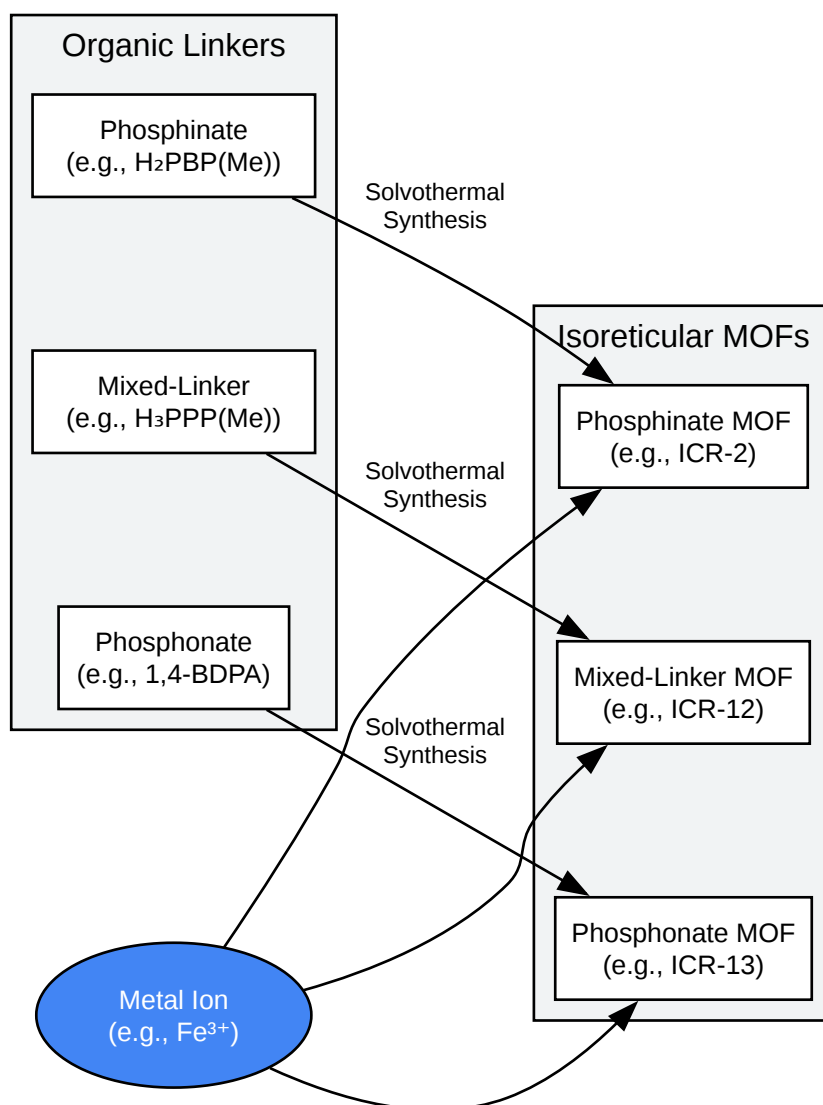 Organic Linkers
Phosphinate
(e.g., H₂PBP(Me))
Solvothermal
Synthesis
Isoreticular MOFs
Mixed-Linker
(e.g., H₃PPP(Me))
Phosphinate MOF
(e.g., ICR-2)
Solvothermal
Synthesis
Phosphonate
(e.g., 1,4-BDPA)
Mixed-Linker MOF
(e.g., ICR-12)
Solvothermal
Synthesis
Phosphonate MOF
(e.g., ICR-13)
Metal Ion
(e.g., Fe³⁺)